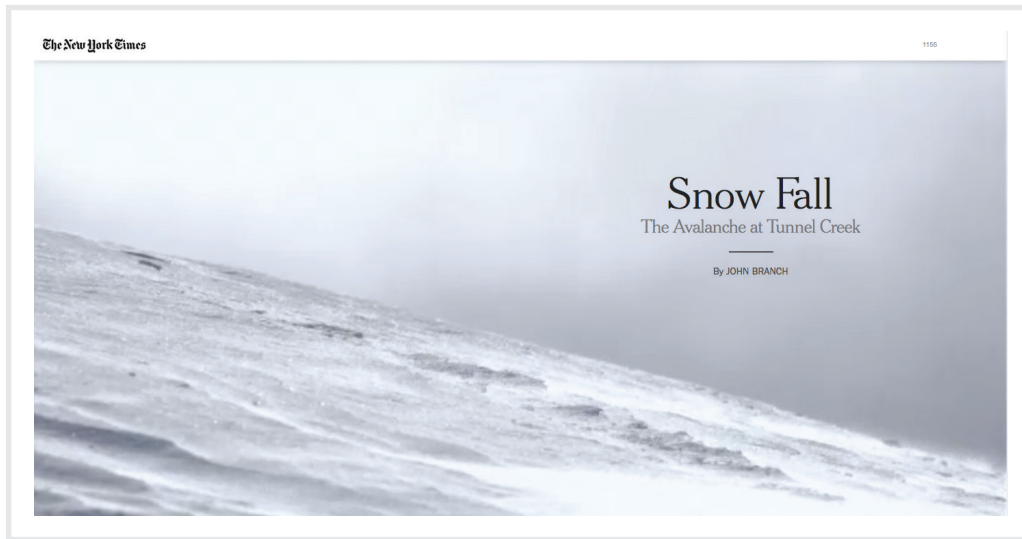 The New York Times
1155
Snow Fall
The Avalanche at Tunnel Creek
By JOHN BRANCH